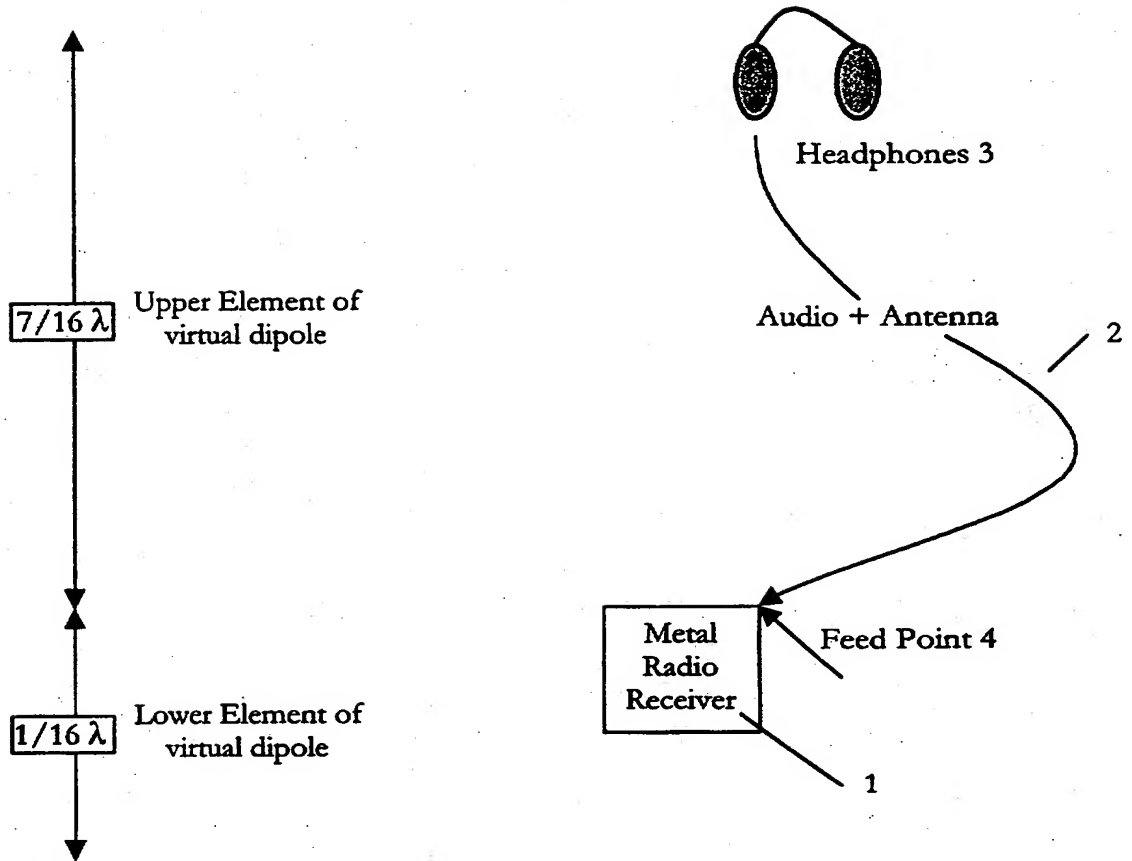 Headphones 3
7/16 λ
Upper Element of
virtual dipole
Audio + Antenna
2
Metal
Radio
Receiver
Feed Point 4
1/16 λ
Lower Element of
virtual dipole
1